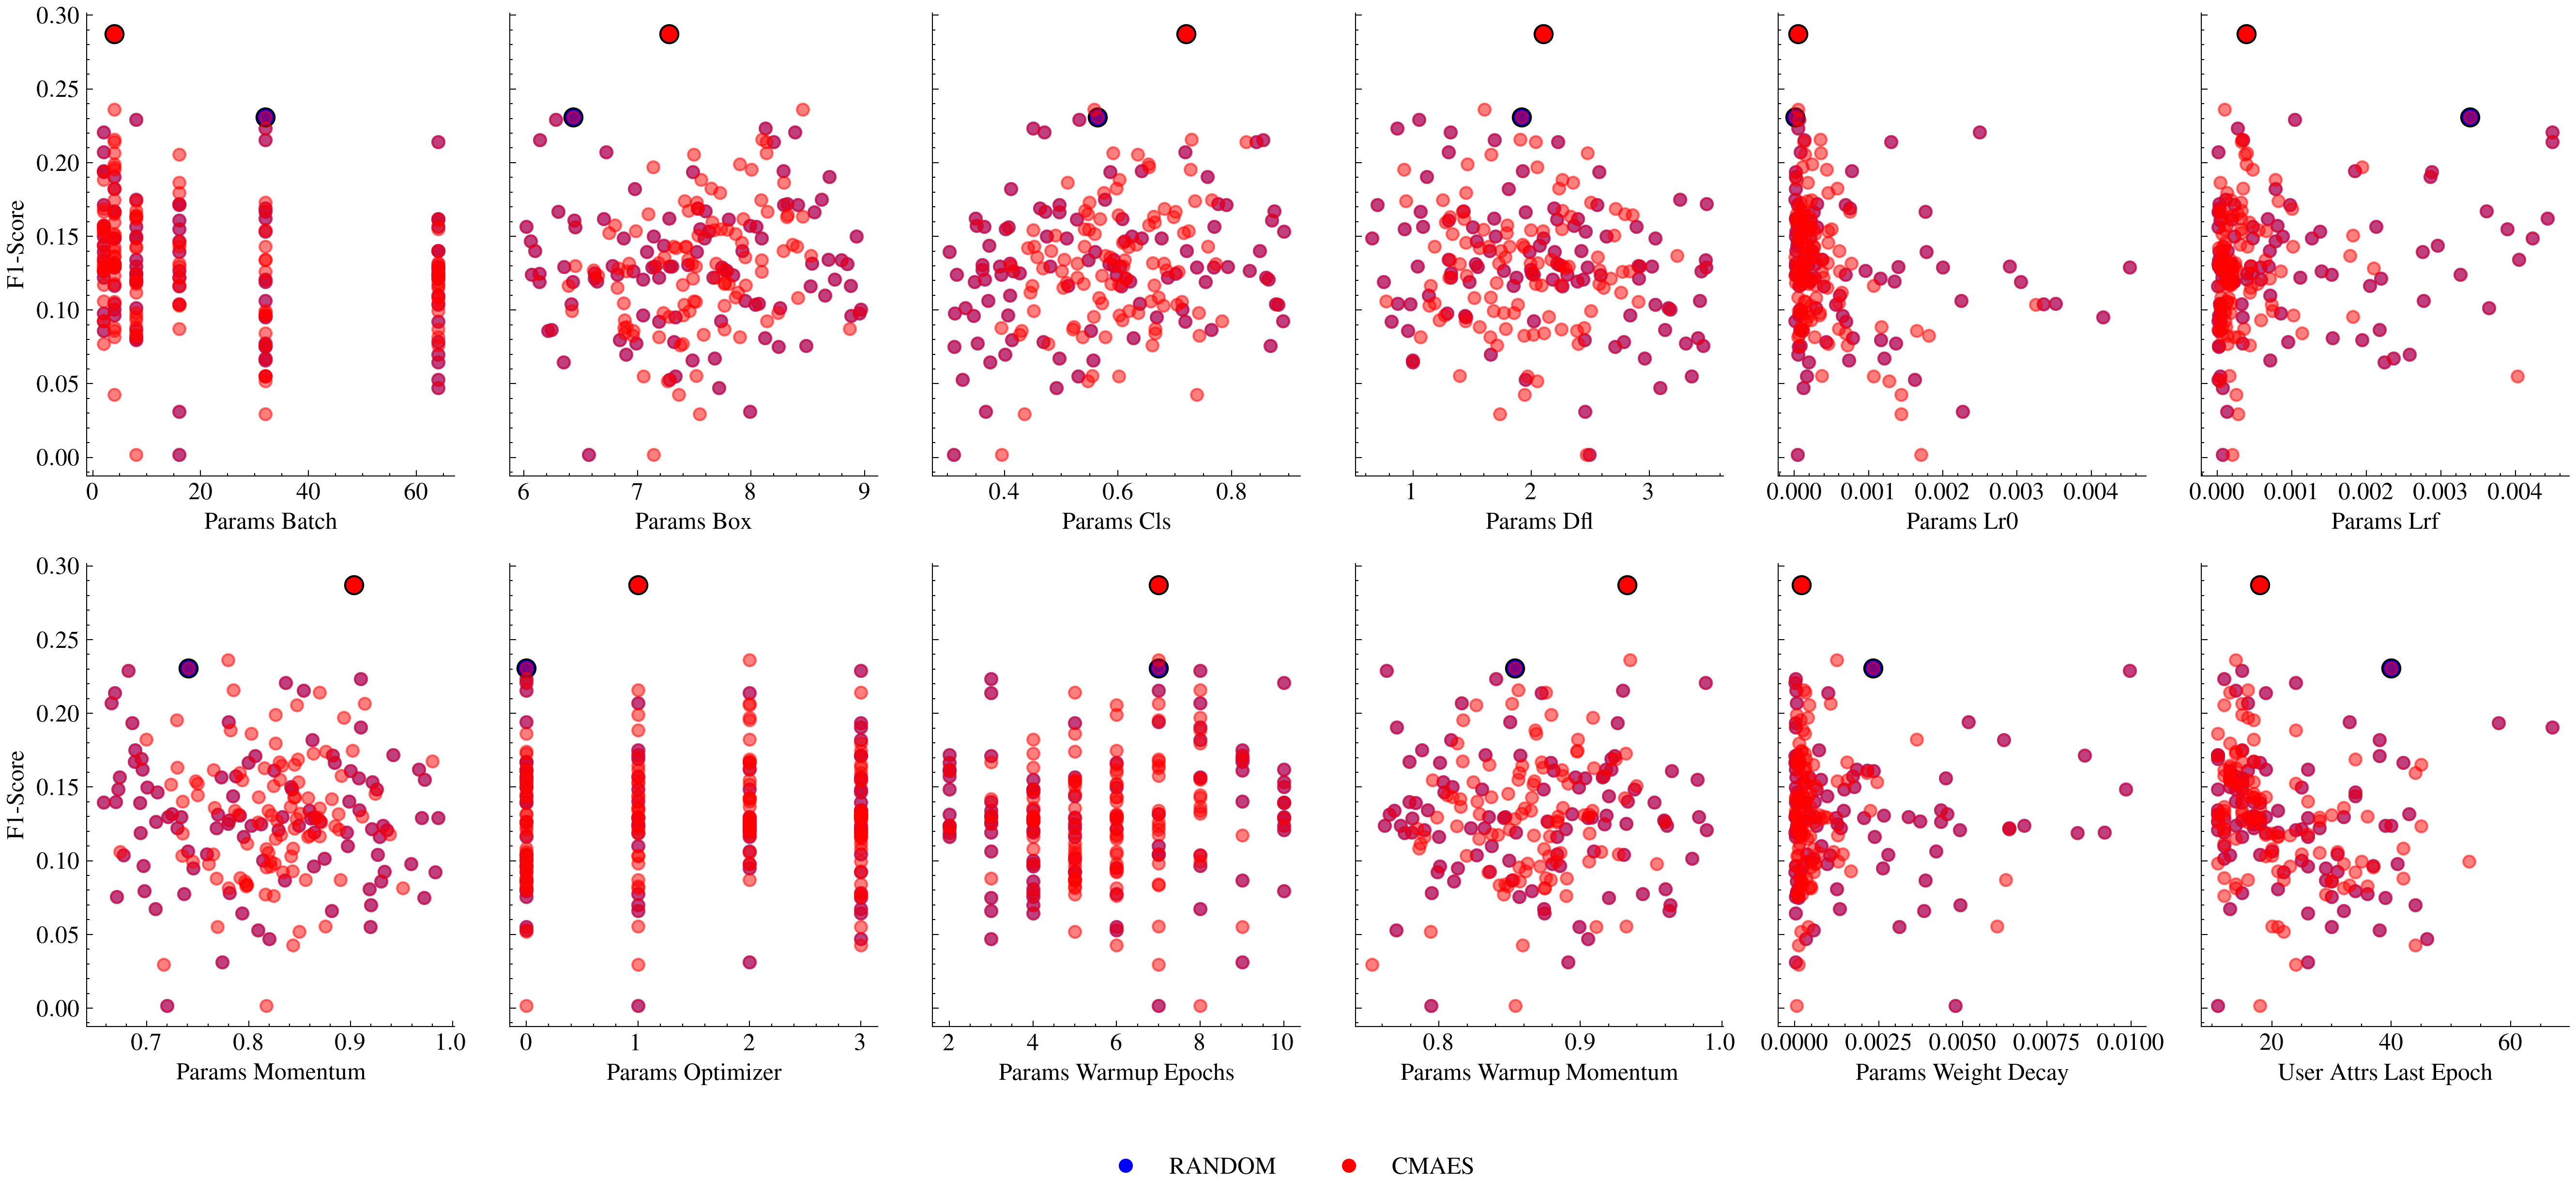 0.30
0.25
0.20
0.15
0.10
0.05
0.00
F1-Score
0 20 40 60
Params Batch
6 7 8 9
Params Box
0.4 0.6 0.8
Params Cls
1 2 3
Params Dfl
0.000 0.001 0.002 0.003 0.004
Params Lr0
0.000 0.001 0.002 0.003 0.004
Params Lrf
0.30
0.25
0.20
0.15
0.10
0.05
0.00
F1-Score
0.7 0.8 0.9 1.0
Params Momentum
0 1 2 3
Params Optimizer
2 4 6 8 10
Params Warmup Epochs
0.8 0.9 1.0
Params Warmup Momentum
0.0000 0.0025 0.0050 0.0075 0.0100
Params Weight Decay
20 40 60
User Attrs Last Epoch
RANDOM CMAES